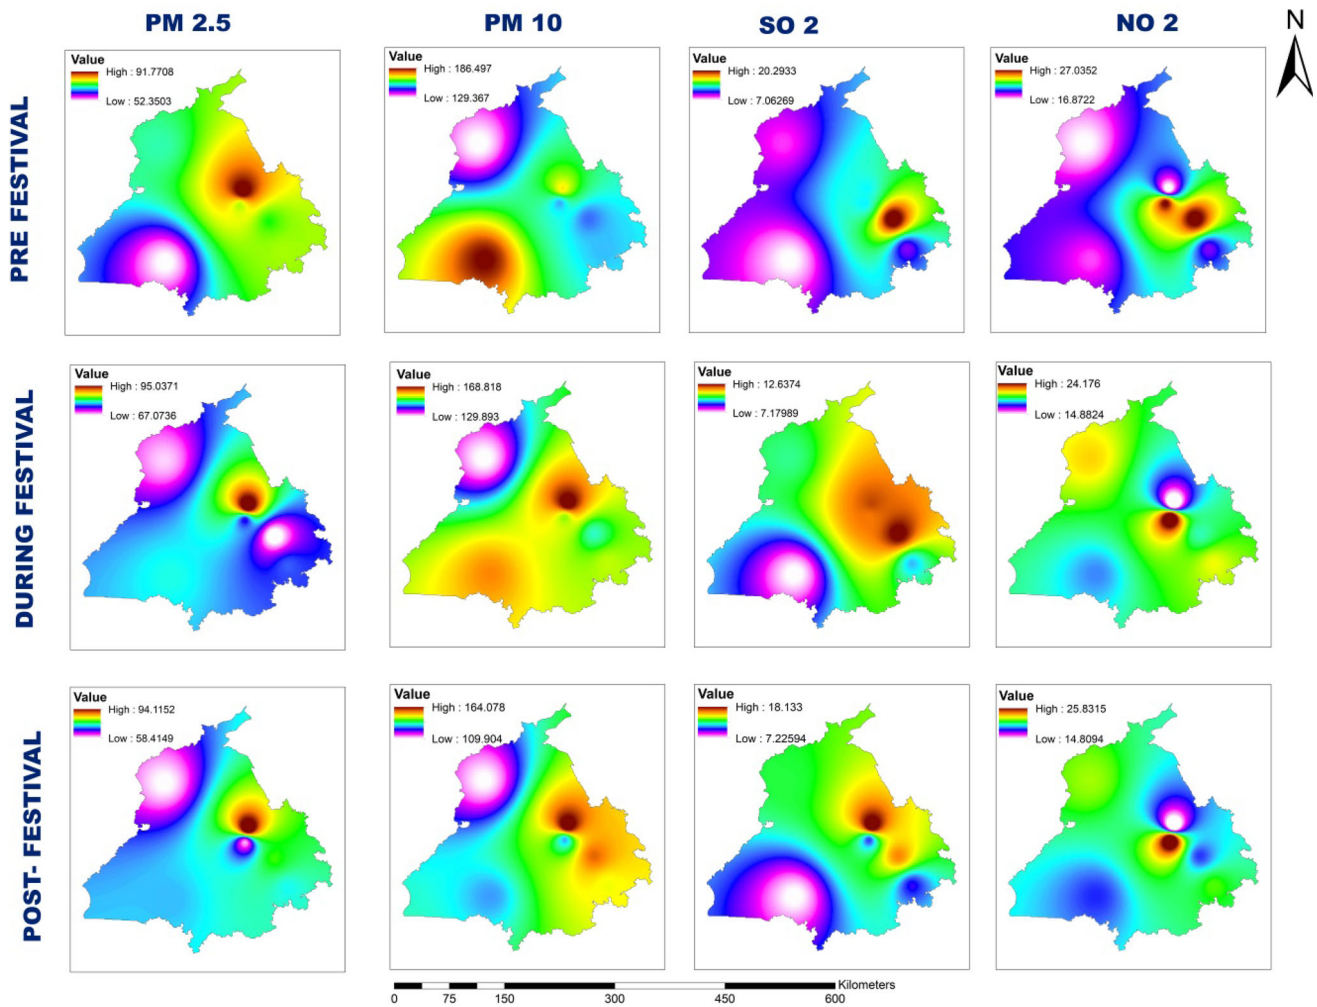 PM 2.5
PM 10
SO 2
NO 2
N
PRE FESTIVAL
Value
High : 91.7708
Low : 52.3503
Value
High : 186.497
Low : 129.367
Value
High : 20.2933
Low : 7.06269
Value
High : 27.0352
Low : 16.8722
DURING FESTIVAL
Value
High : 95.0371
Low : 67.0736
Value
High : 168.818
Low : 129.893
Value
High : 12.6374
Low : 7.17989
Value
High : 24.176
Low : 14.8824
POST- FESTIVAL
Value
High : 94.1152
Low : 58.4149
Value
High : 164.078
Low : 109.904
Value
High : 18.133
Low : 7.22594
Value
High : 25.8315
Low : 14.8094
Kilometers
0 75 150 300 450 600